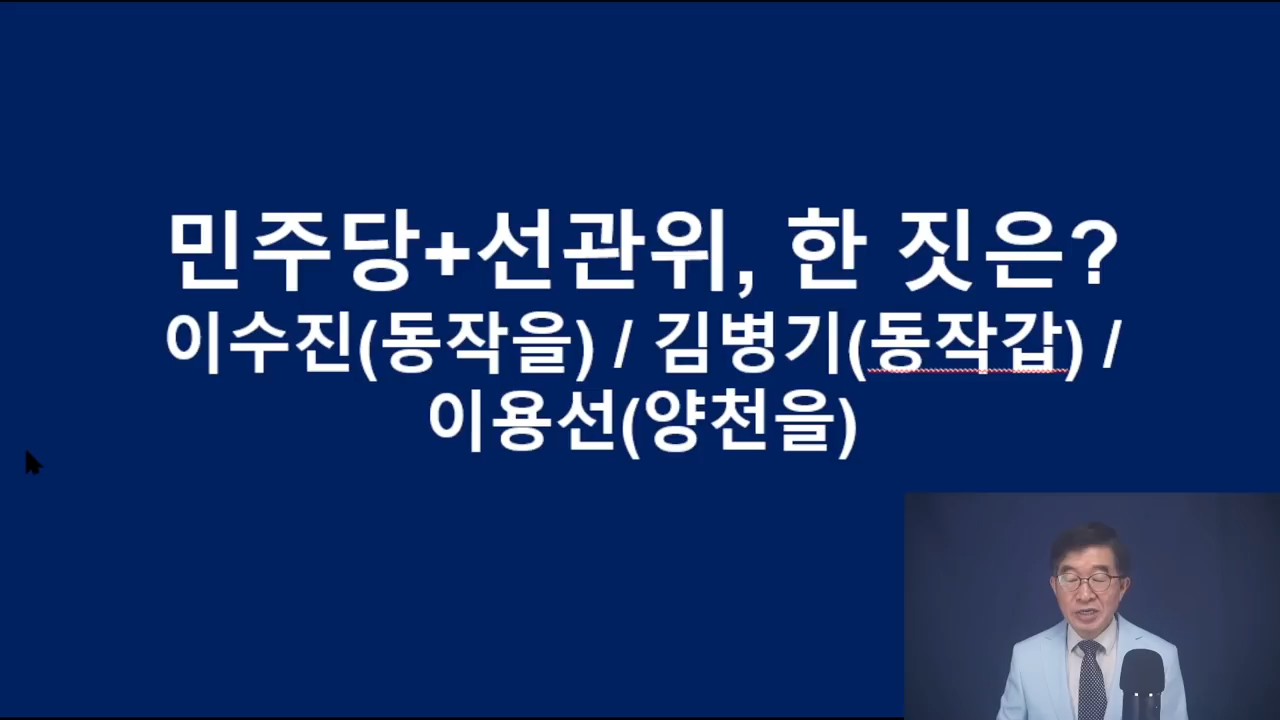 민주당+선관위, 한 짓은?
이수진(동작을) / 김병기(동작갑) /
이용선(양천을)